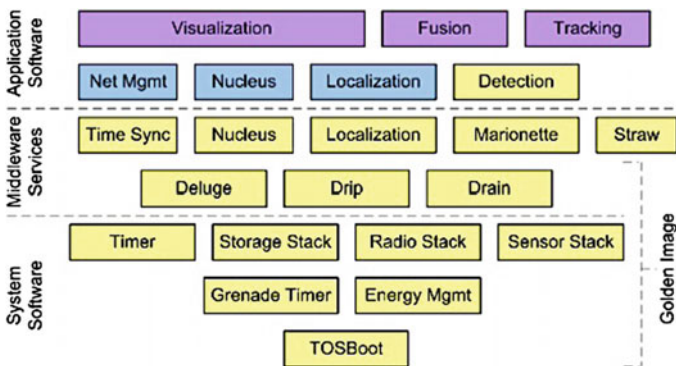 Application
Software
Visualization
Fusion
Tracking
Net Mgmt
Nucleus
Localization
Detection
Middleware
Services
Time Sync
Nucleus
Localization
Marionette
Straw
Deluge
Drip
Drain
System
Software
Timer
Storage Stack
Radio Stack
Sensor Stack
Grenade Timer
Energy Mgmt
TOSBoot
Golden Image